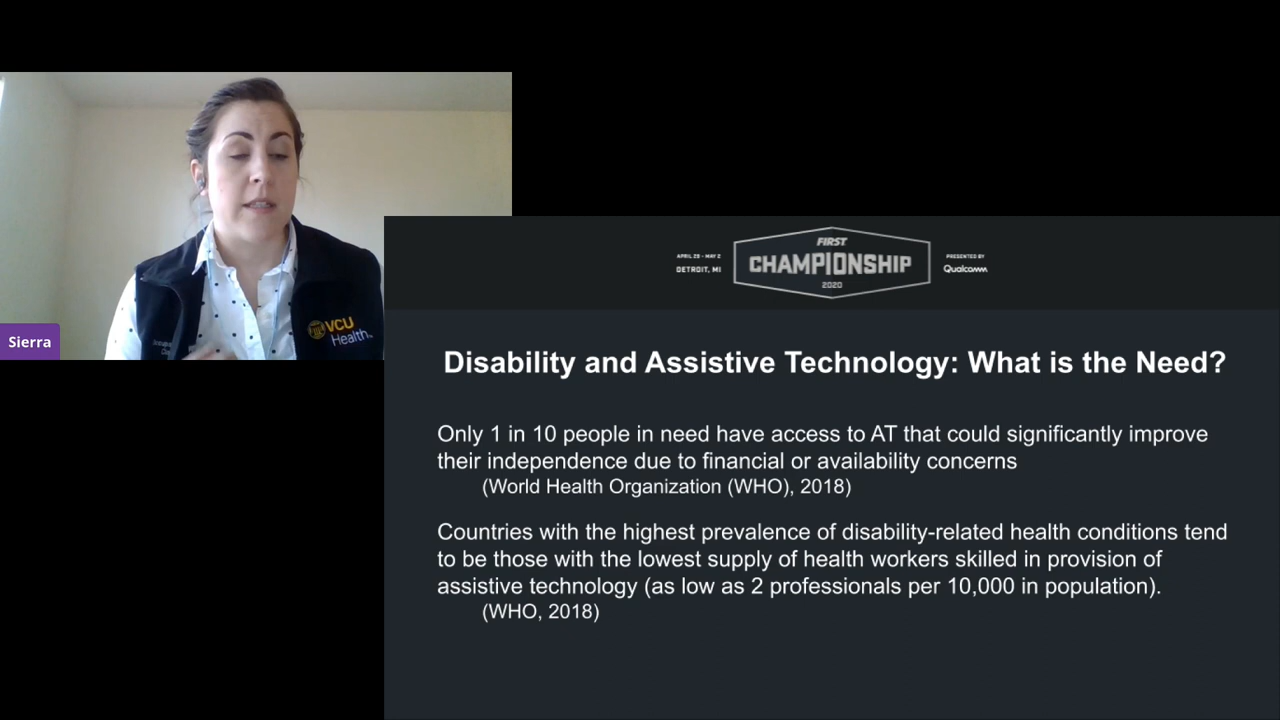 VCU
Health
Sierra
FIRST
APRIL 29 - MAY 2
DETROIT, MI
CHAMPIONSHIP
2020
PRESENTED BY
Qualcomm
Disability and Assistive Technology: What is the Need?
Only 1 in 10 people in need have access to AT that could significantly improve
their independence due to financial or availability concerns
(World Health Organization (WHO), 2018)
Countries with the highest prevalence of disability-related health conditions tend
to be those with the lowest supply of health workers skilled in provision of
assistive technology (as low as 2 professionals per 10,000 in population).
(WHO, 2018)